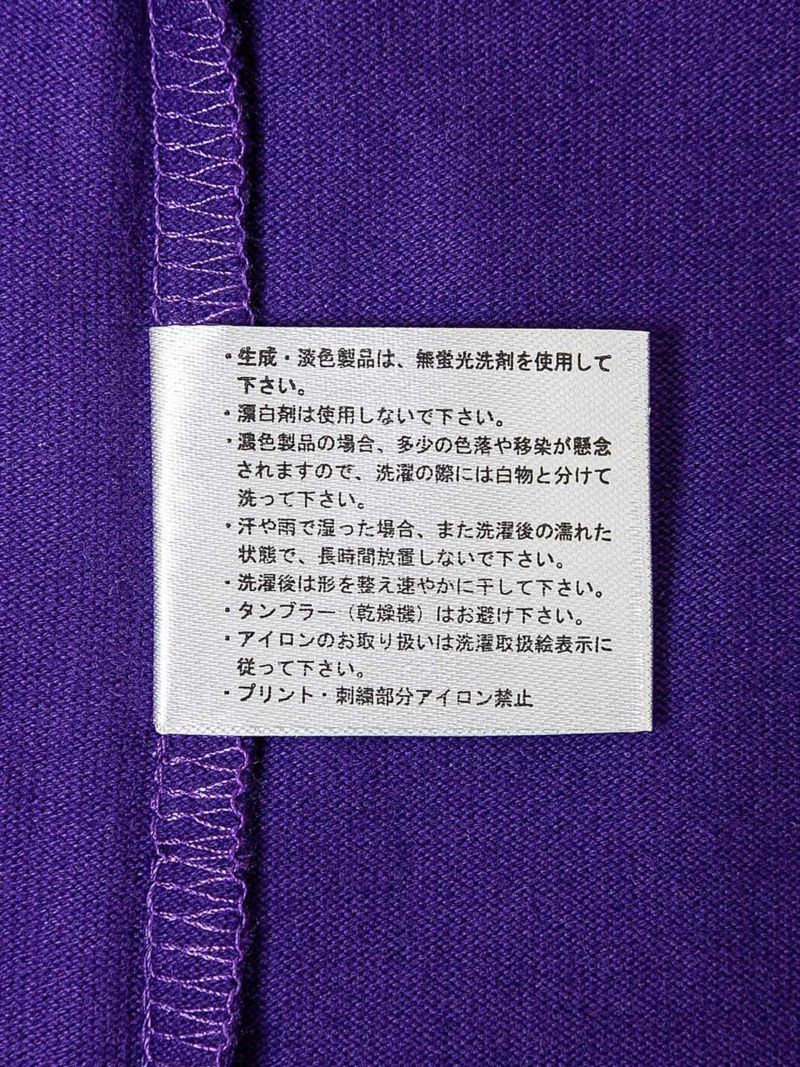 ・生成・淡色製品は、無蛍光洗剤を使用して
下さい。
・漂白剤は使用しないで下さい。
・濃色製品の場合、多少の色落や移染が懸念
されますので、洗濯の際には白物と分けて
洗って下さい。
・汗や雨で湿った場合、また洗濯後の濡れた
状態で、長時間放置しないで下さい。
・洗濯後は形を整え速やかに干して下さい。
・タンブラー（乾燥機）はお避け下さい。
・アイロンのお取り扱いは洗濯取扱絵表示に
従って下さい。
・プリント・刺繍部分アイロン禁止